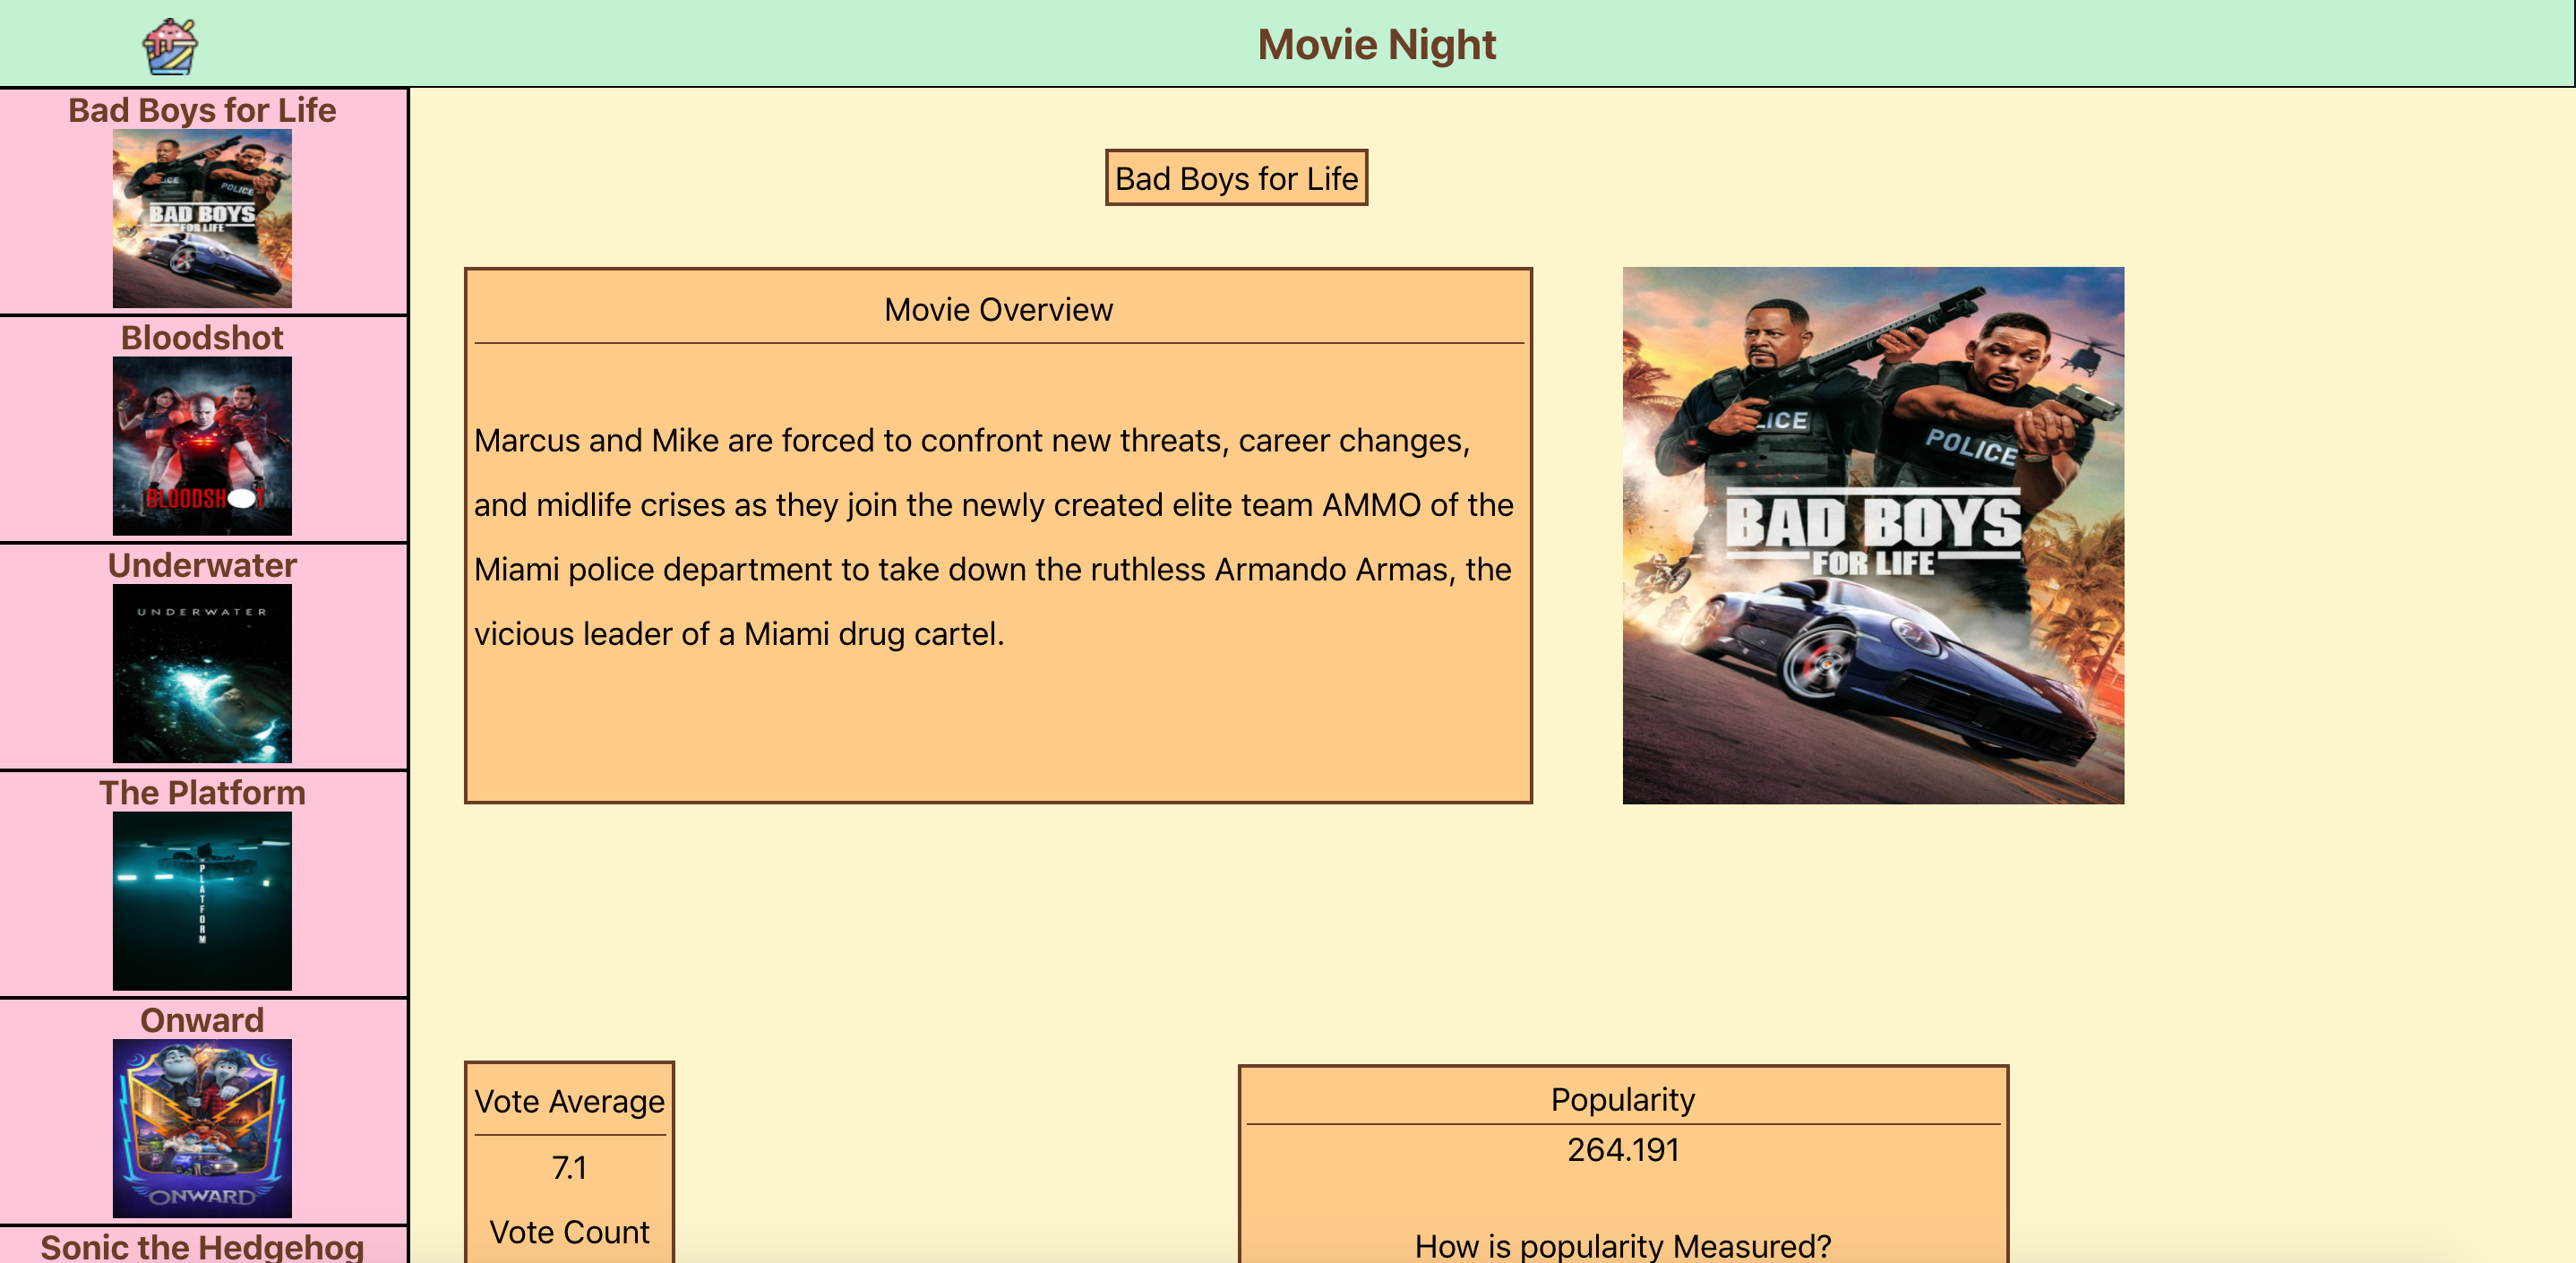 Movie Night
Bad Boys for Life
LICE
POLICE
BAD BOYS
FOR LIFE
Bloodshot
BLOODSH T
Underwater
UNDERWATER
The Platform
PLATFORM
Onward
ONWARD
Sonic the Hedgehog
Bad Boys for Life
Movie Overview
Marcus and Mike are forced to confront new threats, career changes,
and midlife crises as they join the newly created elite team AMMO of the
Miami police department to take down the ruthless Armando Armas, the
vicious leader of a Miami drug cartel.
LICE
POLICE
BAD BOYS
FOR LIFE
Vote Average
7.1
Vote Count
Popularity
264.191
How is popularity Measured?